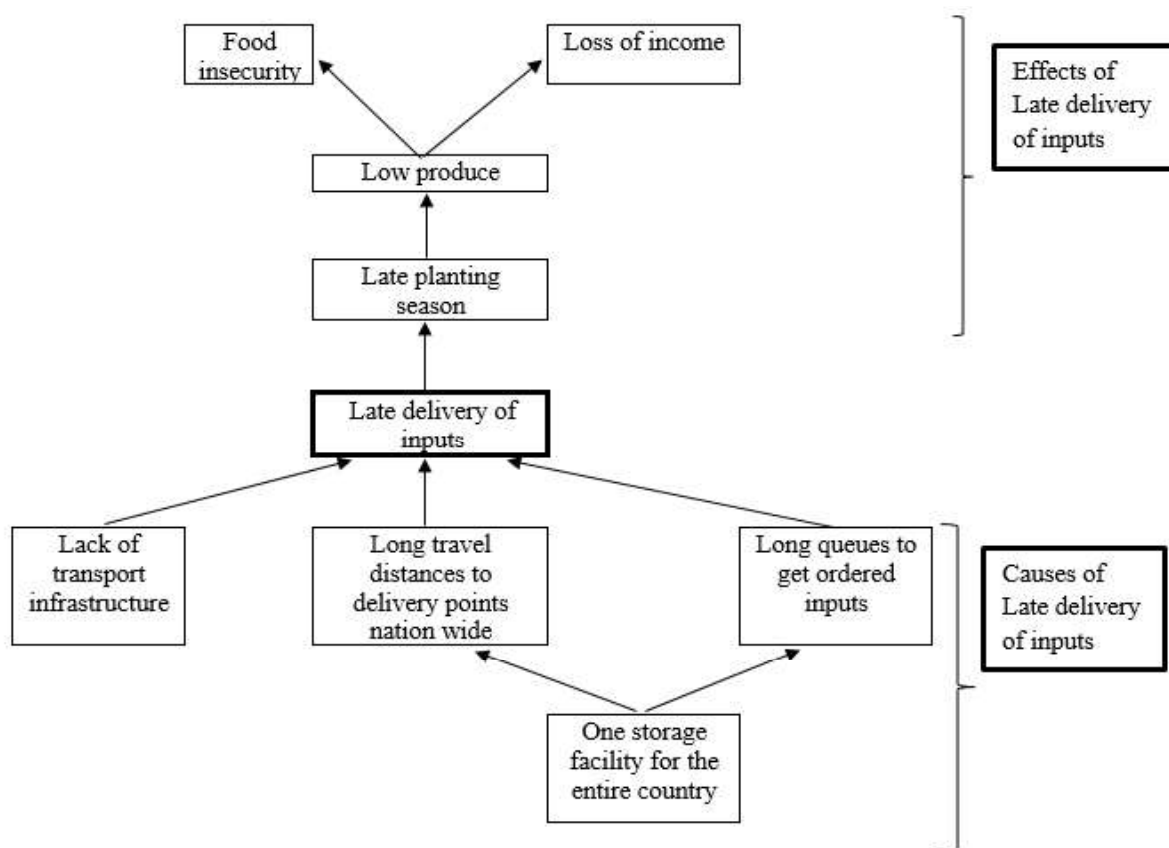 Food
insecurity
Loss of income
Effects of
Late delivery
of inputs
Low produce
Late planting
season
Late delivery of
inputs
Lack of
transport
infrastructure
Long travel
distances to
delivery points
nation wide
Long queues to
get ordered
inputs
Causes of
Late delivery
of inputs
One storage
facility for the
entire country